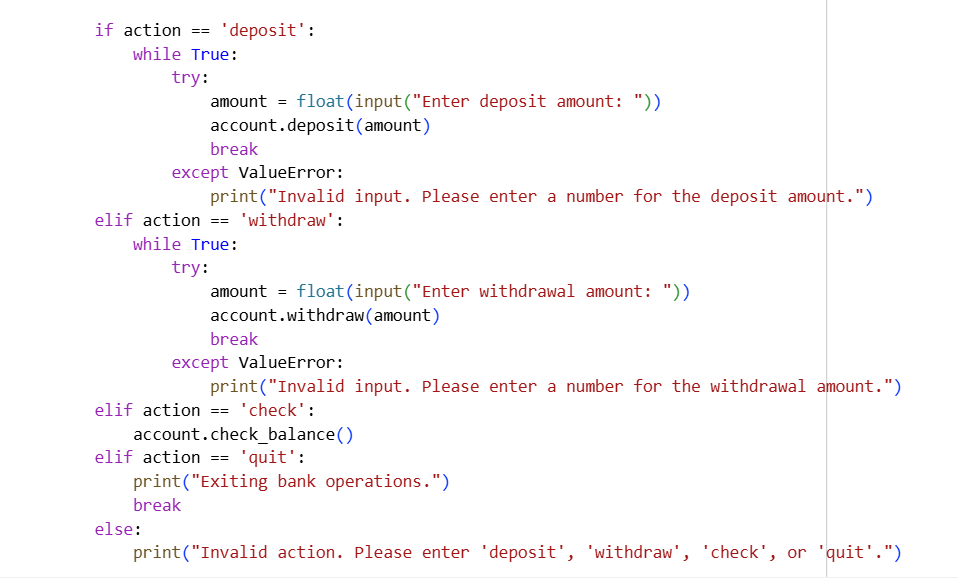 if action == 'deposit':
    while True:
        try:
            amount = float(input("Enter deposit amount: "))
            account.deposit(amount)
            break
        except ValueError:
            print("Invalid input. Please enter a number for the deposit amount.")
elif action == 'withdraw':
    while True:
        try:
            amount = float(input("Enter withdrawal amount: "))
            account.withdraw(amount)
            break
        except ValueError:
            print("Invalid input. Please enter a number for the withdrawal amount.")
elif action == 'check':
    account.check_balance()
elif action == 'quit':
    print("Exiting bank operations.")
    break
else:
    print("Invalid action. Please enter 'deposit', 'withdraw', 'check', or 'quit'.")